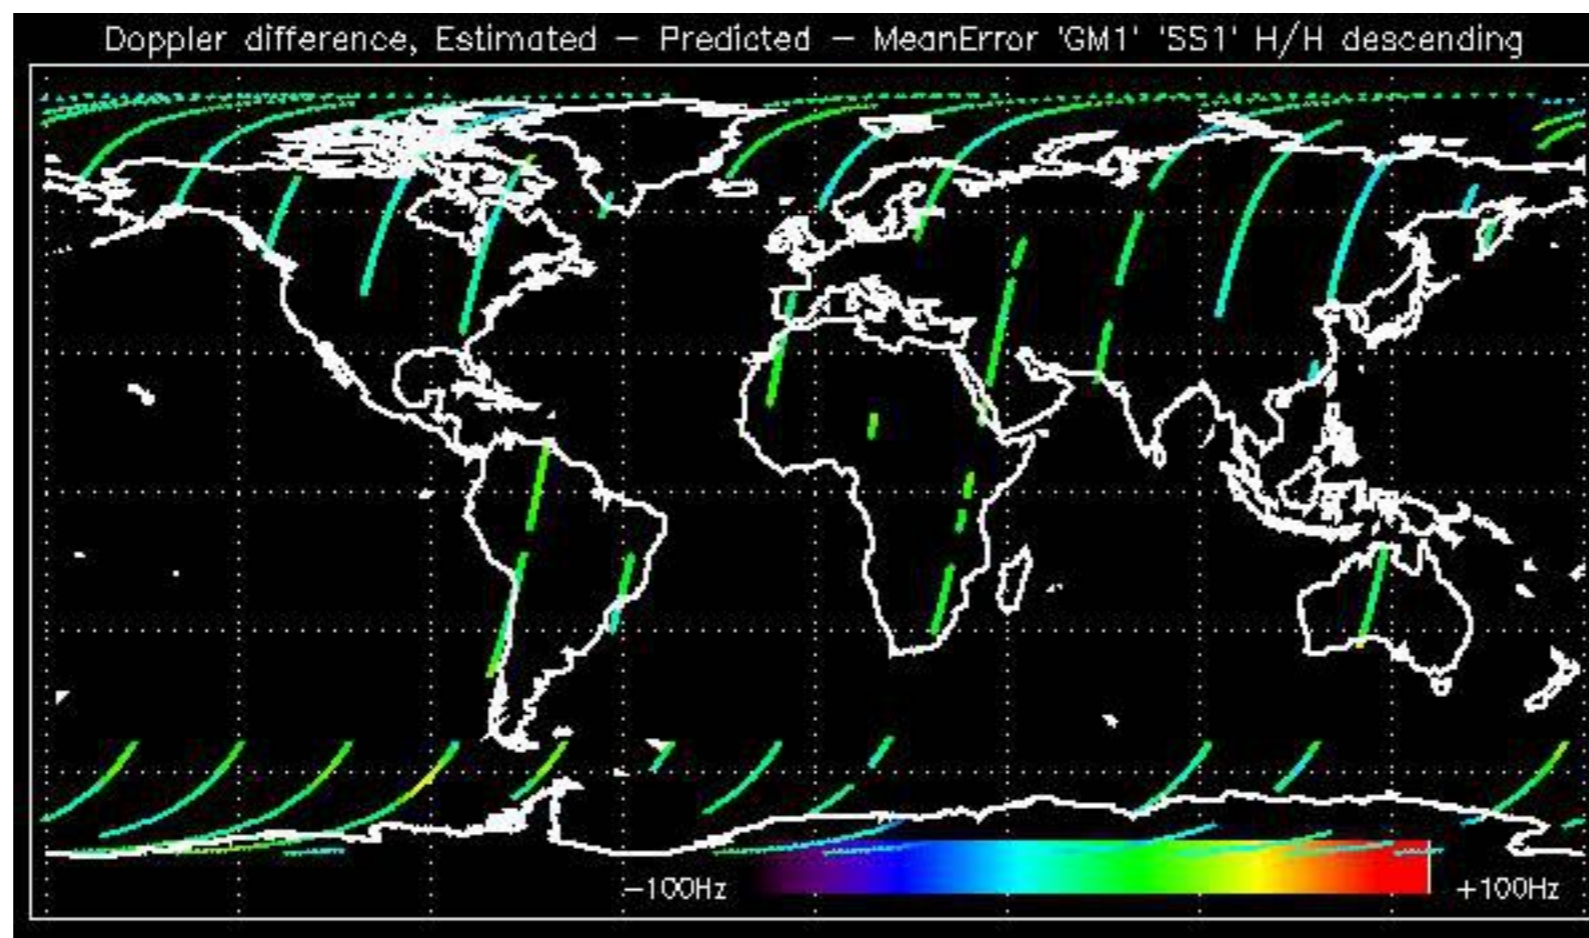 Doppler difference, Estimated – Predicted – MeanError 'GM1' 'SS1' H/H descending
–100Hz +100Hz